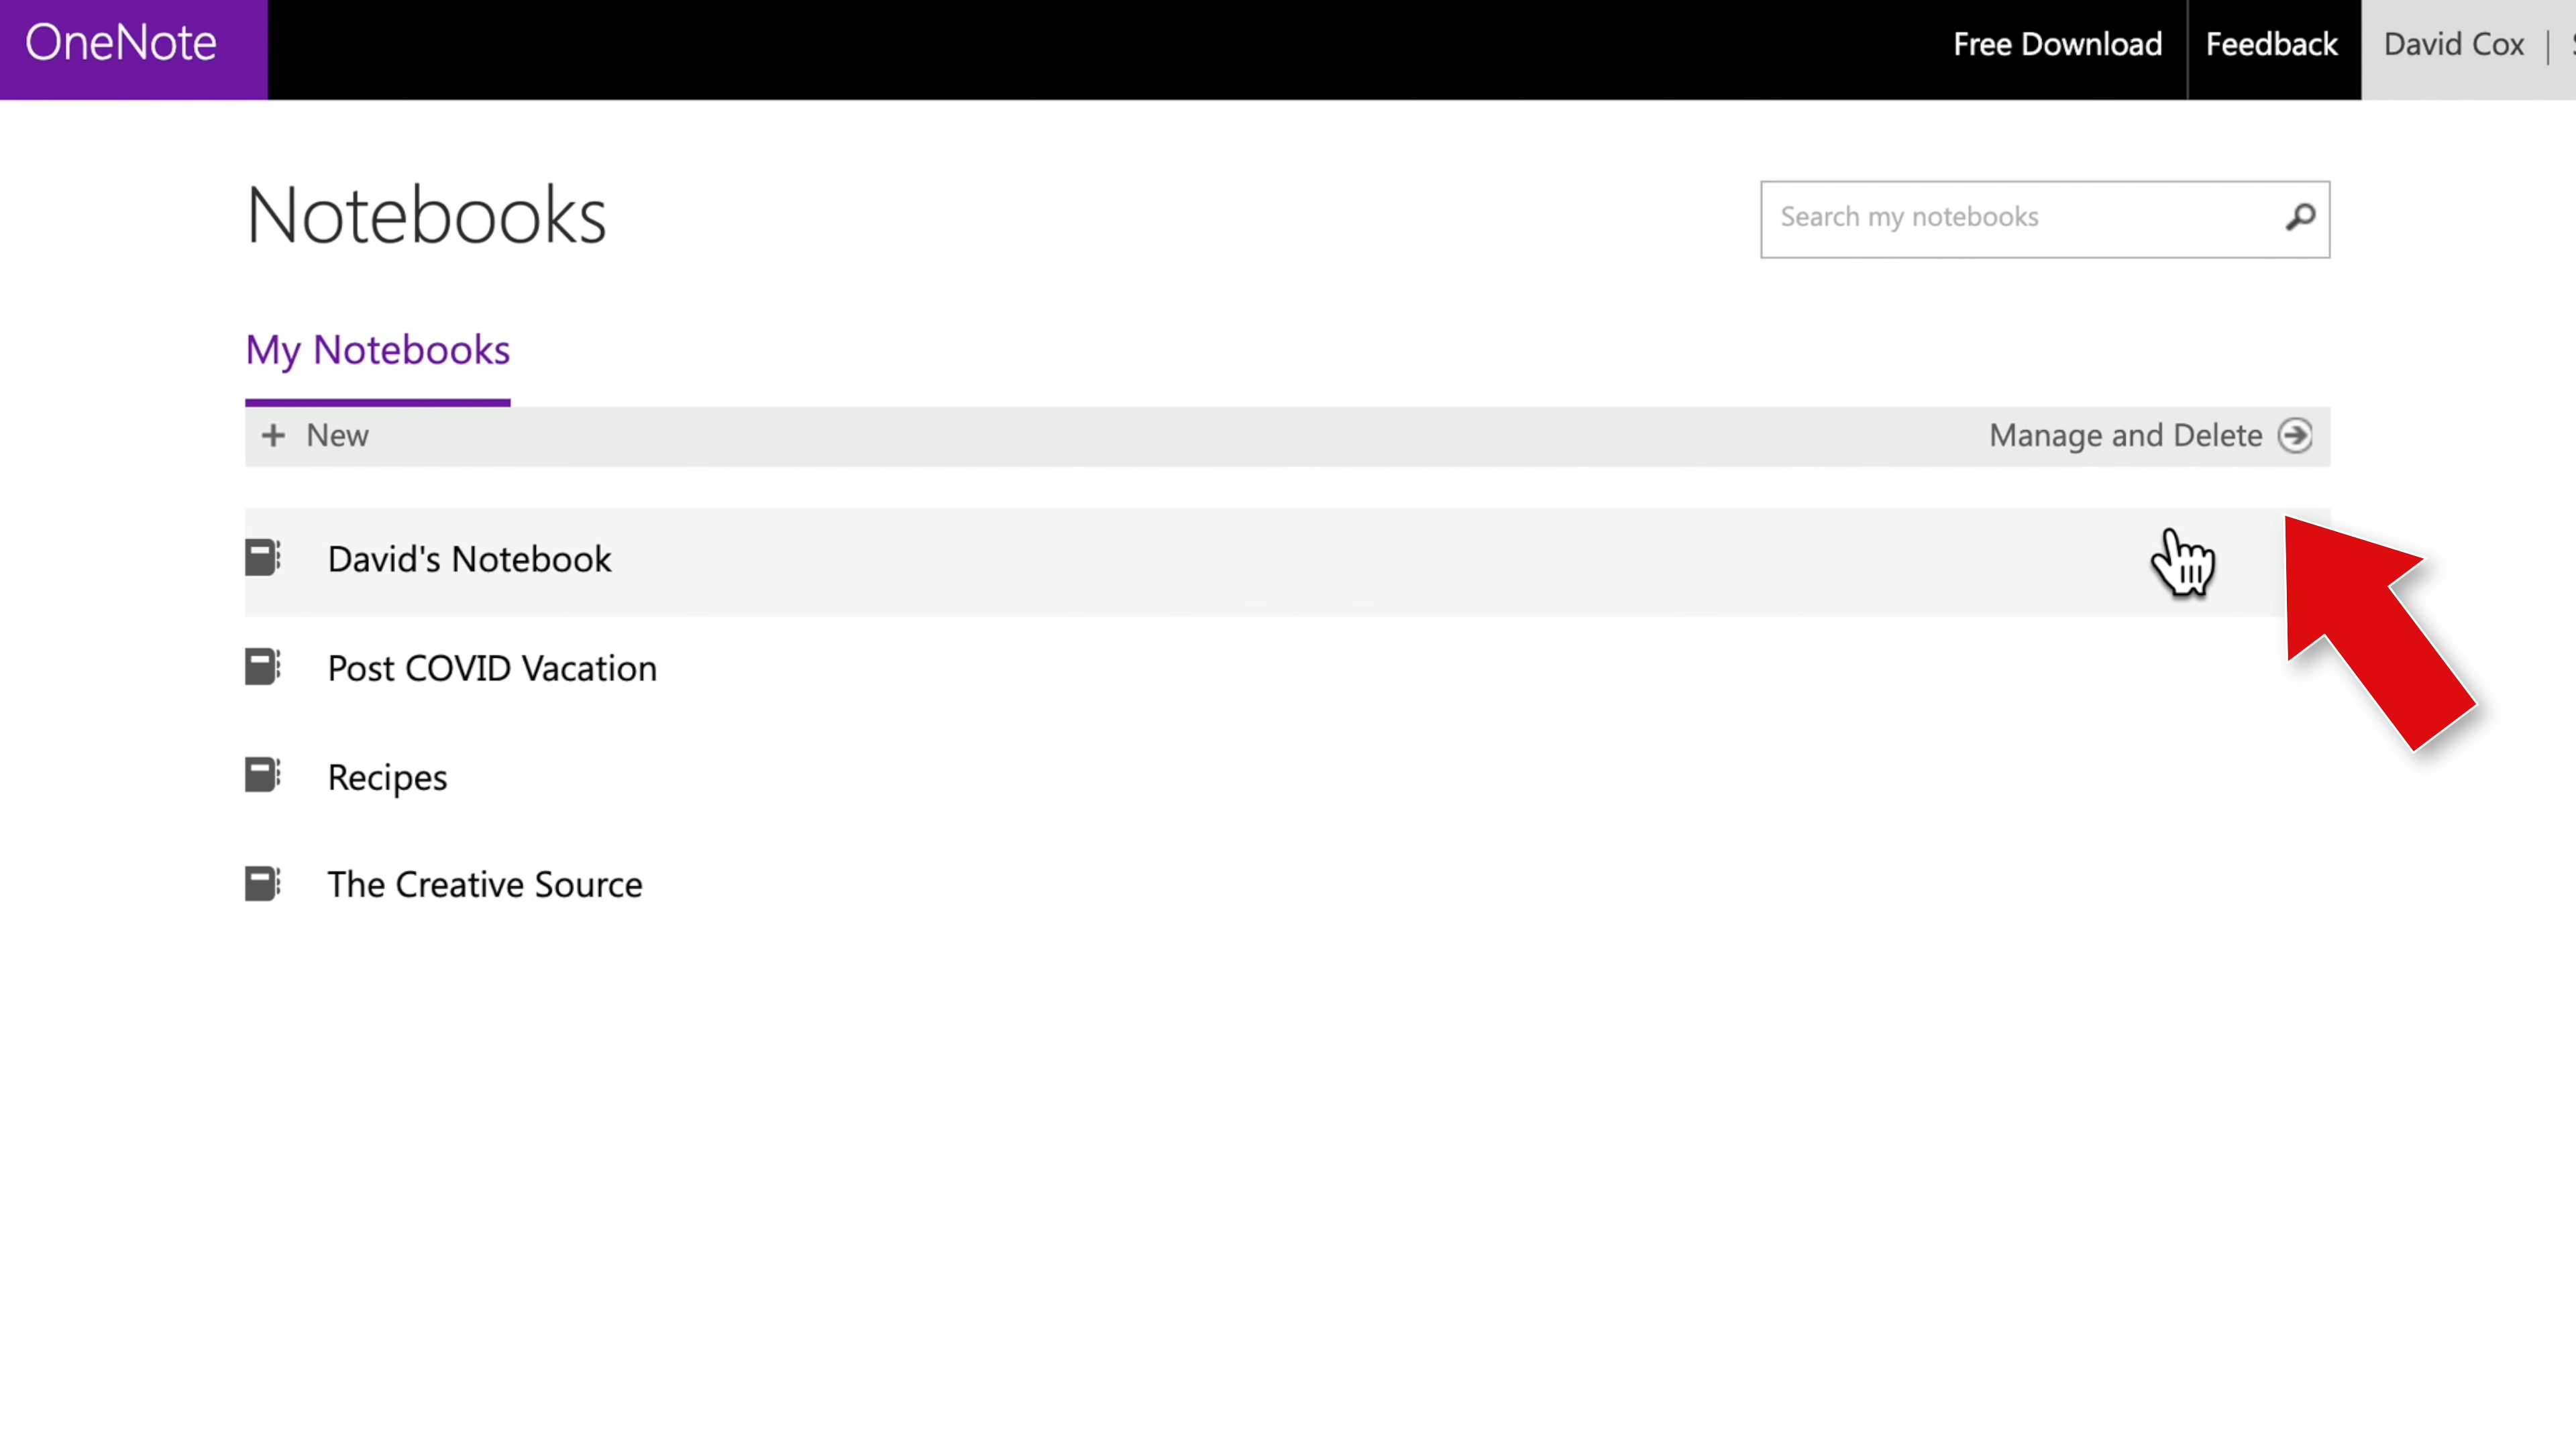 OneNote
Free Download
Feedback
David Cox |
Notebooks
Search my notebooks
My Notebooks
+ New
Manage and Delete
David's Notebook
Post COVID Vacation
Recipes
The Creative Source